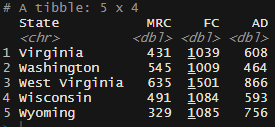 # A tibble: 5 x 4
State MRC FC AD
<chr> <dbl> <dbl> <dbl>
1 Virginia 431 1039 608
2 Washington 545 1009 464
3 West Virginia 635 1501 866
4 Wisconsin 491 1084 593
5 Wyoming 329 1085 756